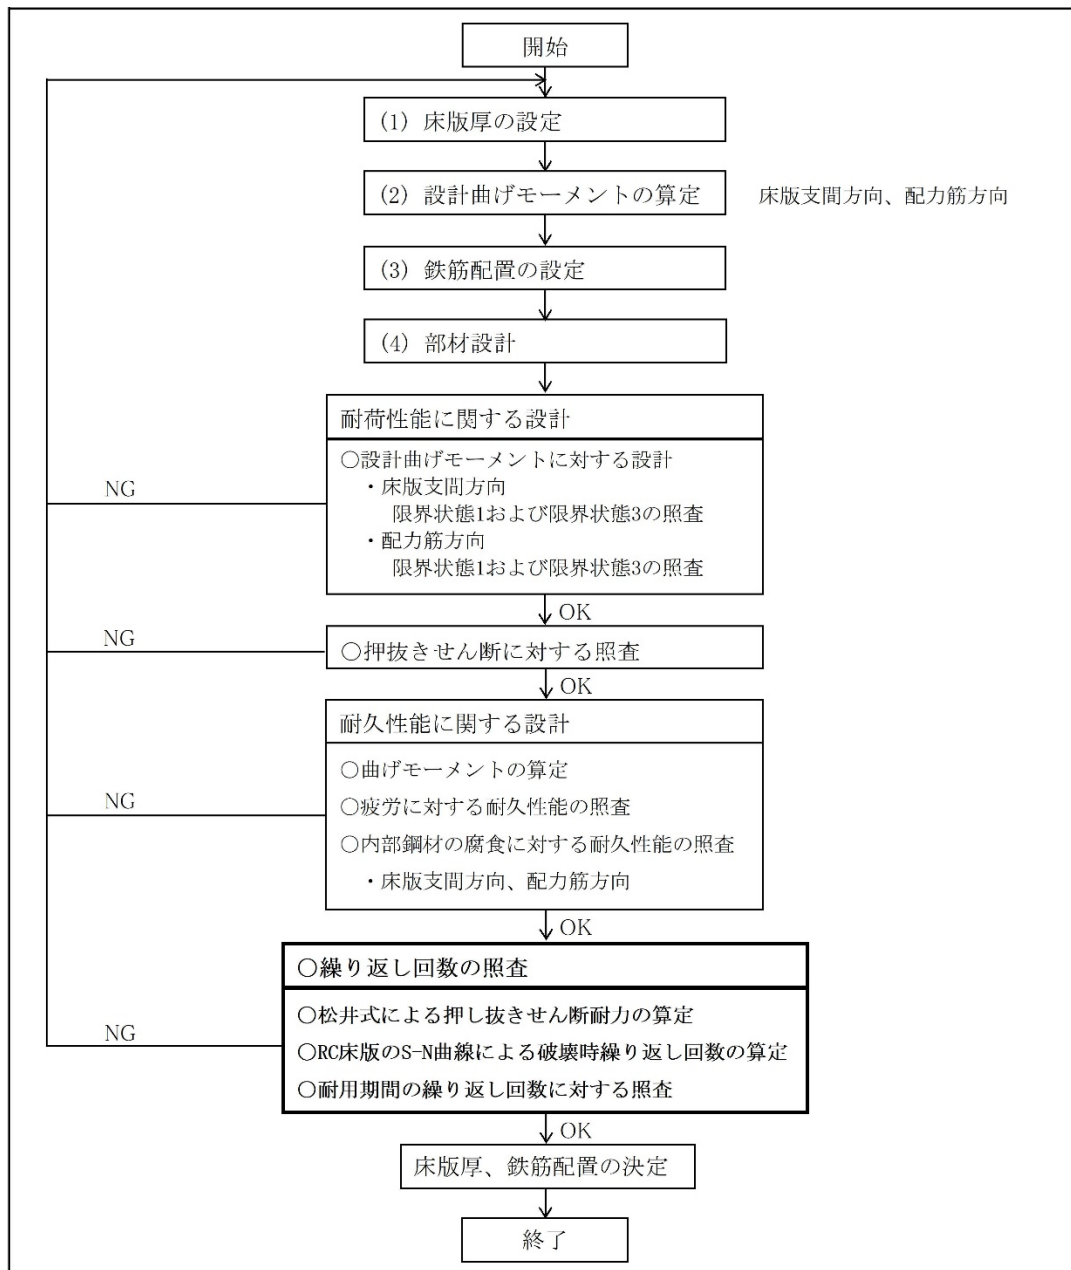 開始
(1) 床版厚の設定
(2) 設計曲げモーメントの算定
床版支間方向、配力筋方向
(3) 鉄筋配置の設定
(4) 部材設計
耐荷性能に関する設計
○設計曲げモーメントに対する設計
・床版支間方向
限界状態1および限界状態3の照査
・配力筋方向
限界状態1および限界状態3の照査
NG
OK
○押抜きせん断に対する照査
NG
OK
耐久性能に関する設計
○曲げモーメントの算定
○疲労に対する耐久性能の照査
○内部鋼材の腐食に対する耐久性能の照査
・床版支間方向、配力筋方向
NG
OK
○繰り返し回数の照査
○松井式による押し抜きせん断耐力の算定
○RC床版のS-N曲線による破壊時繰り返し回数の算定
○耐用期間の繰り返し回数に対する照査
NG
OK
床版厚、鉄筋配置の決定
終了